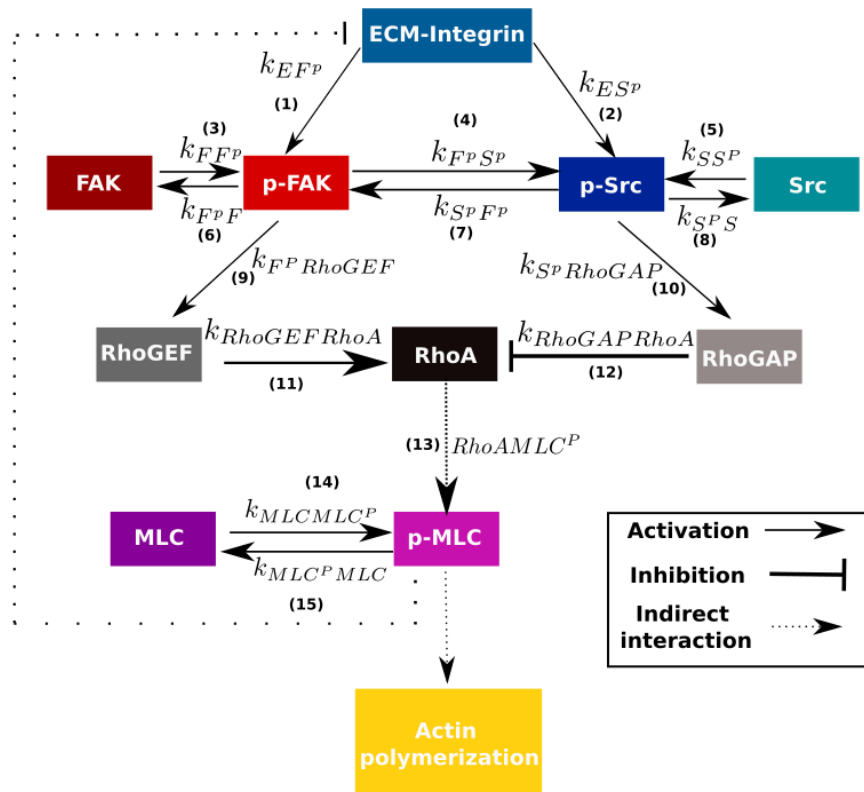 ECM-Integrin
k_{EF^p}
(1)
k_{ES^p}
(2)
(3)
k_{FF^p}
(4)
k_{F^pS^p}
(5)
k_{SS^P}
FAK
p-FAK
p-Src
Src
k_{F^pF}
(6)
k_{S^pF^p}
(7)
k_{S^PS}
(8)
(9)
k_{F^PRhoGEF}
k_{S^pRhoGAP}
(10)
RhoGEF
k_{RhoGEFRhoA}
(11)
RhoA
k_{RhoGAPRhoA}
(12)
RhoGAP
(13)
RhoAMLC^P
(14)
k_{MLCMLC^P}
MLC
p-MLC
k_{MLC^PMLC}
(15)
Activation
Inhibition
Indirect
interaction
Actin
polymerization